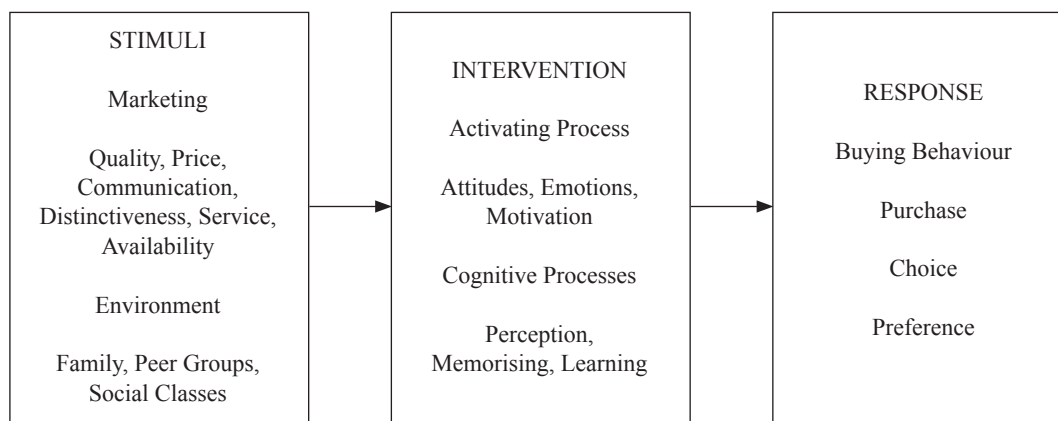 STIMULI
Marketing
Quality, Price,
Communication,
Distinctiveness, Service,
Availability
Environment
Family, Peer Groups,
Social Classes
INTERVENTION
Activating Process
Attitudes, Emotions,
Motivation
Cognitive Processes
Perception,
Memorising, Learning
RESPONSE
Buying Behaviour
Purchase
Choice
Preference